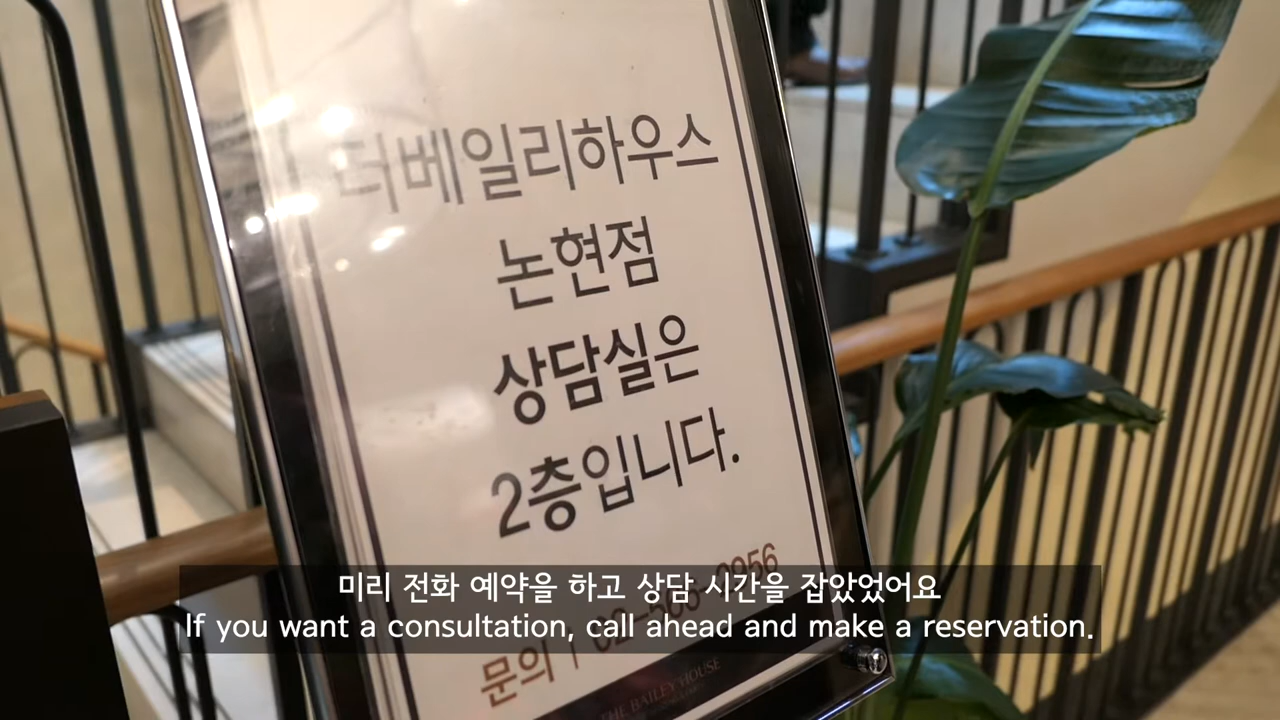 더베일리하우스
논현점
상담실은
2층입니다.
미리 전화 예약을 하고 상담 시간을 잡았었어요
If you want a consultation, call ahead and make a reservation.
문의
THE BAILEY HOUSE